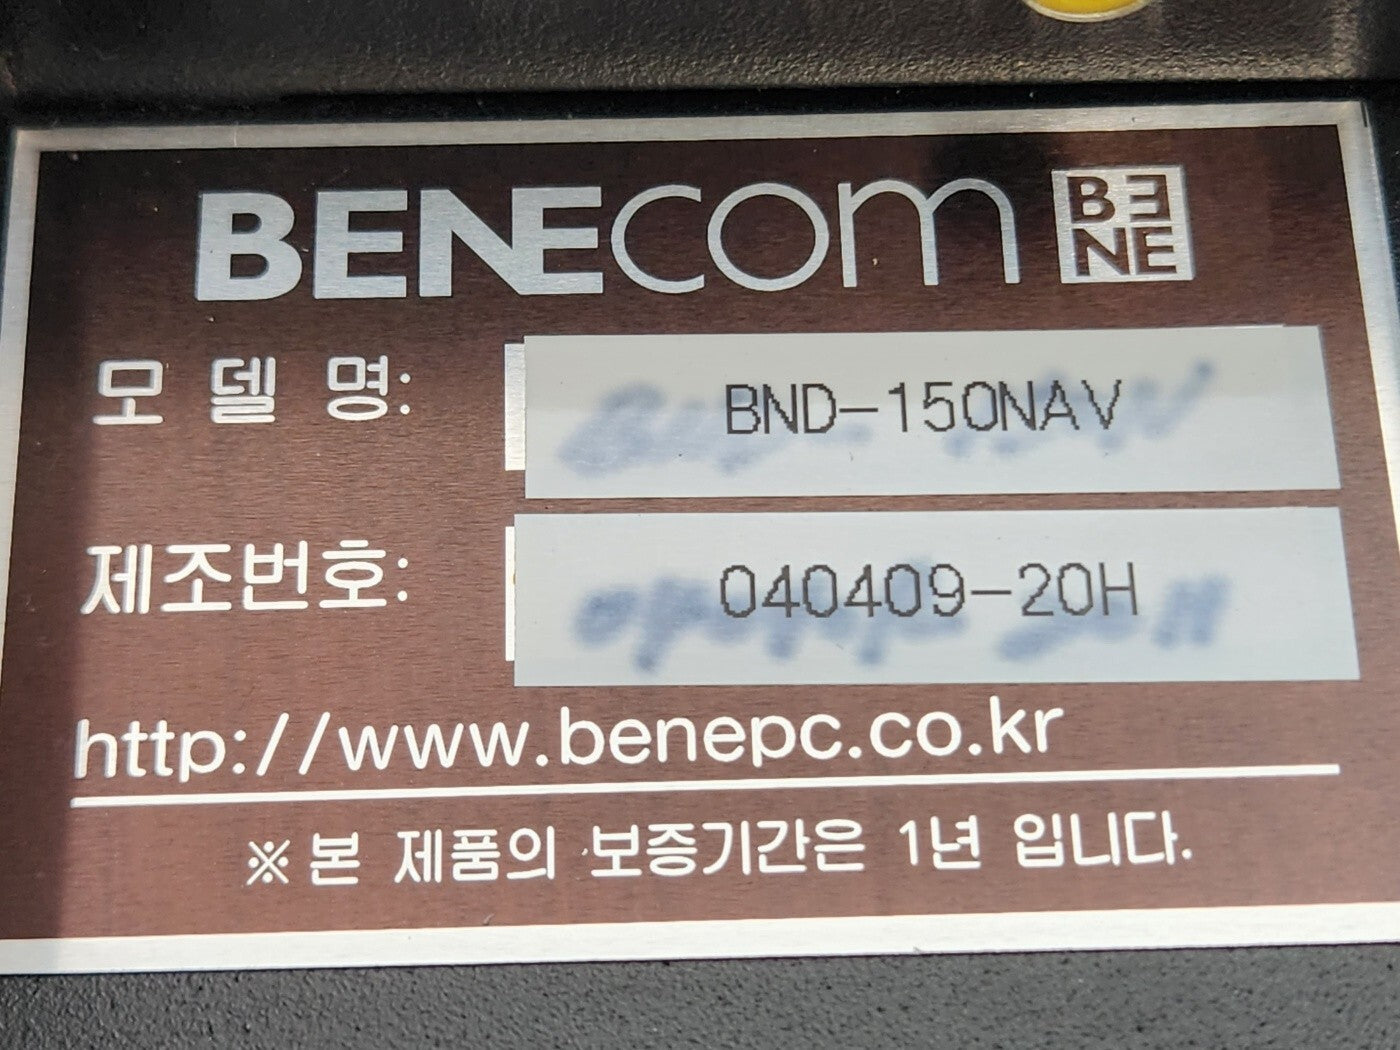 BENECOM BENE
모 델 명: BND-150NAV
제조번호: 040409-20H
http://www.benepc.co.kr
※ 본 제품의 보증기간은 1년 입니다.